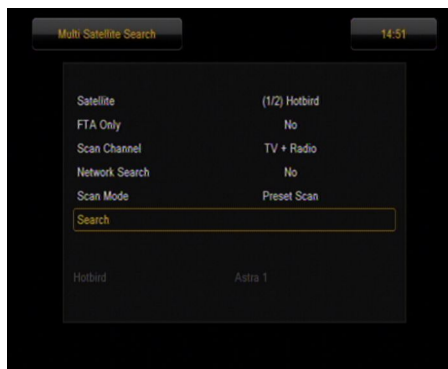 Multi Satellite Search 14:51
Satellite (1/2) Hotbird
FTA Only No
Scan Channel TV + Radio
Network Search No
Scan Mode Preset Scan
Search
Hotbird Astra 1